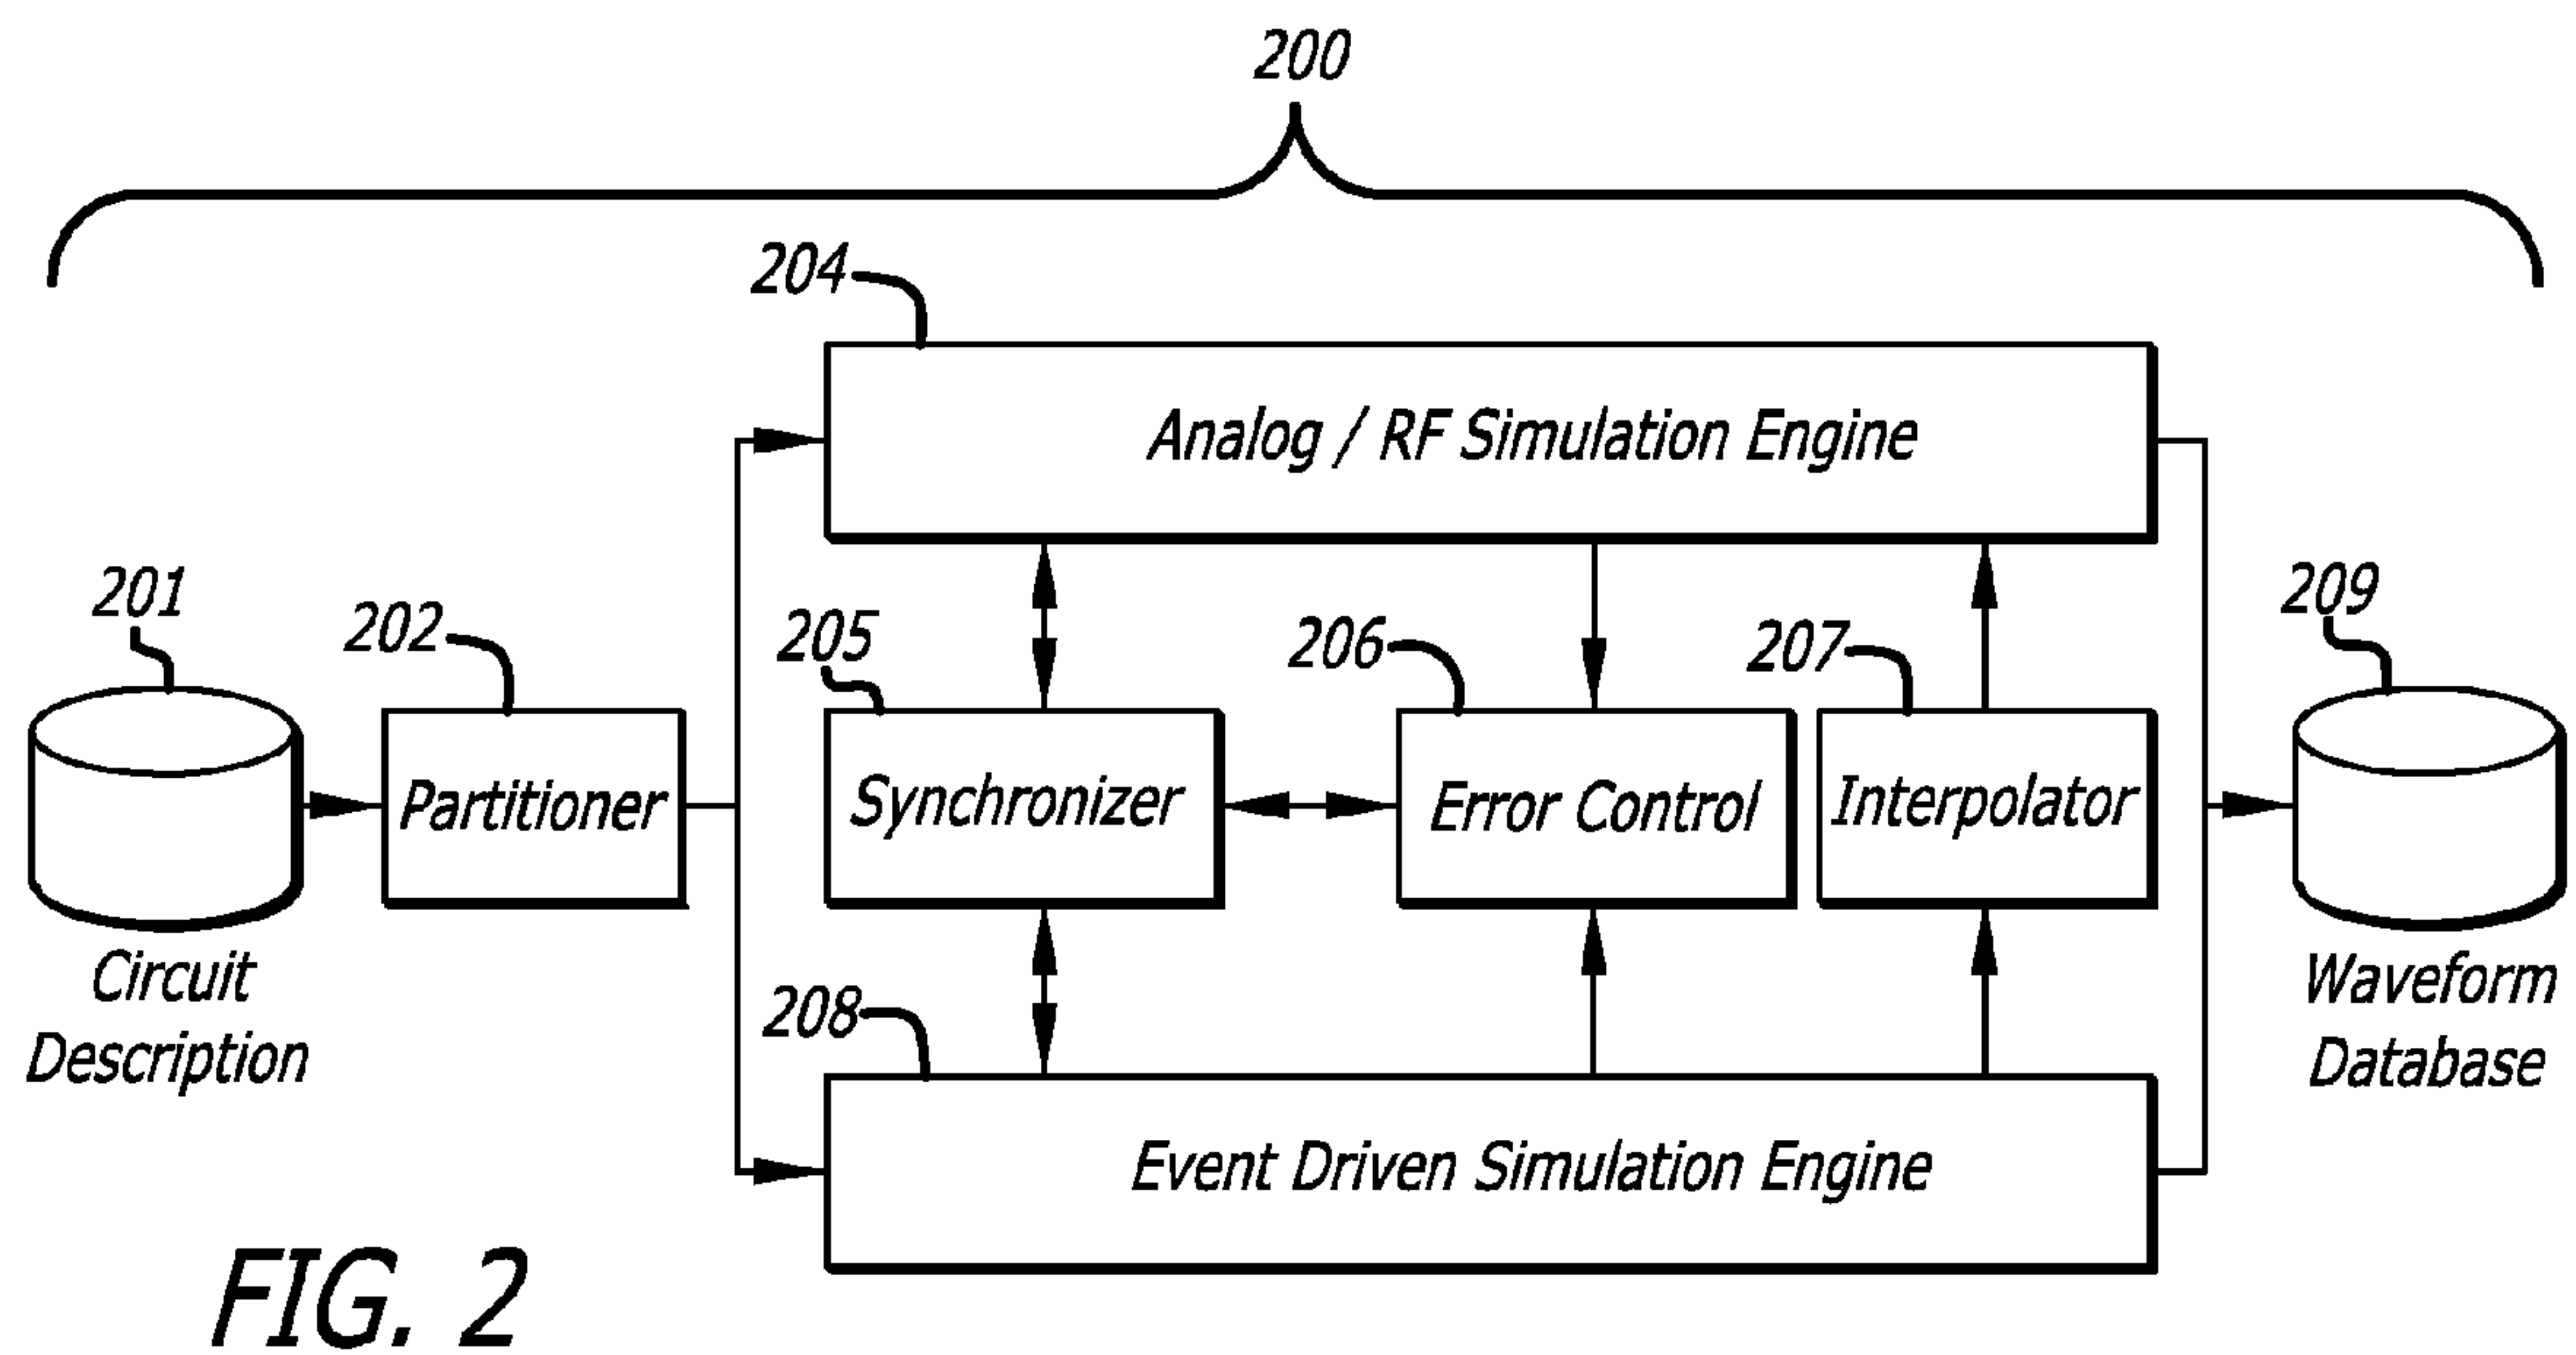 200
204
Analog / RF Simulation Engine
201
202
205
206
207
209
Partitioner
Synchronizer
Error Control
Interpolator
Circuit
Description
208
Waveform
Database
Event Driven Simulation Engine
FIG. 2